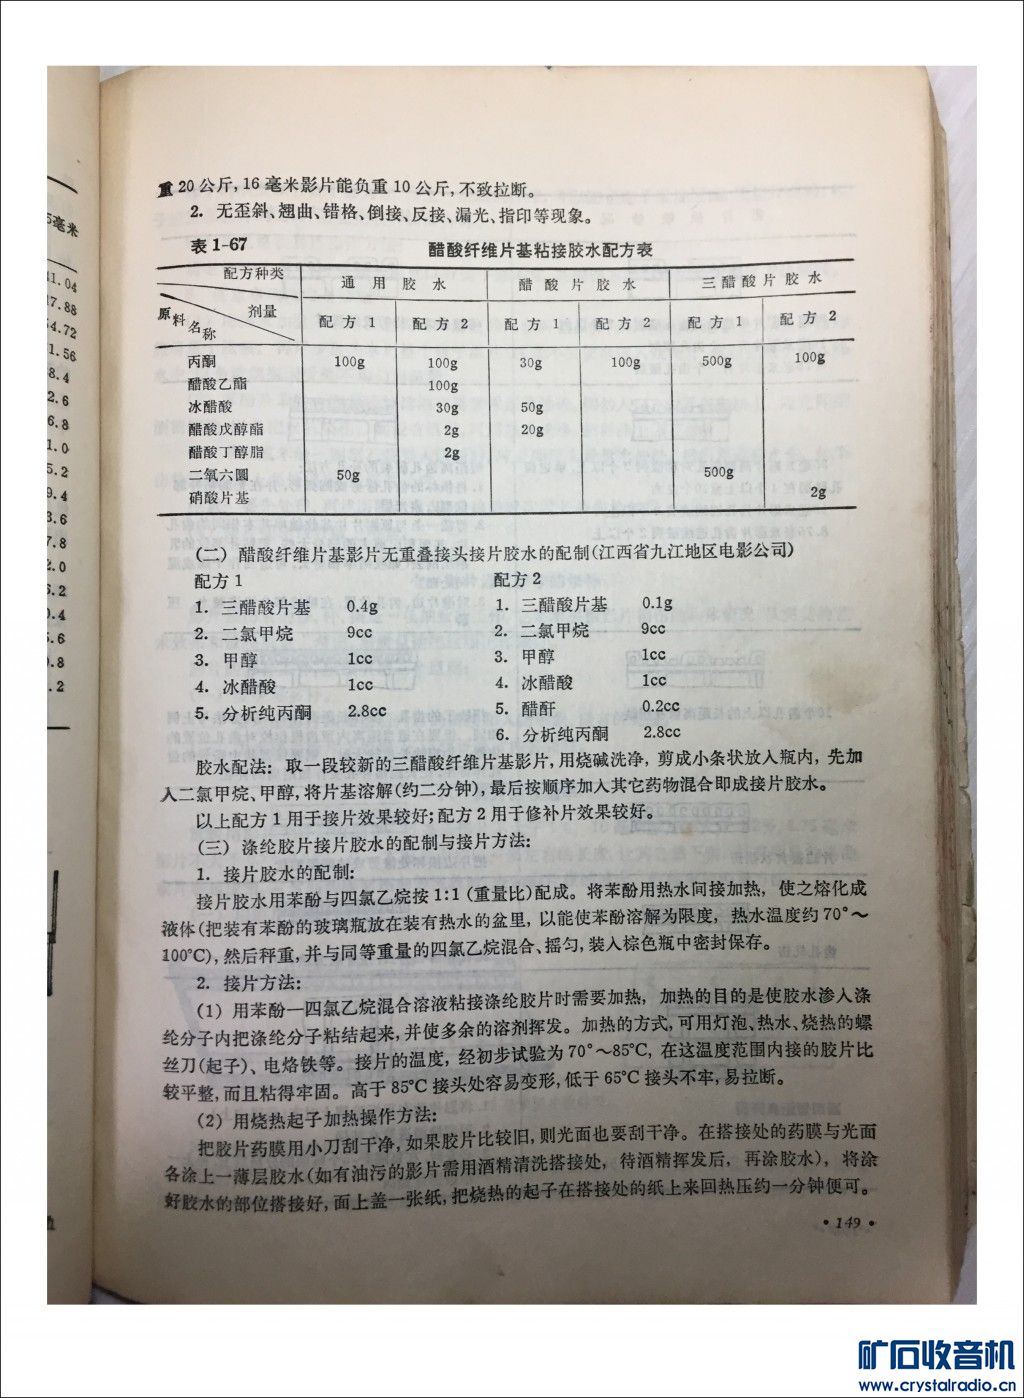 重20公斤，16毫米影片能负重10公斤，不致拉断。
2. 无歪斜、翘曲、错格、倒接、反接、漏光、指印等现象。
表1-67 醋酸纤维片基粘接胶水配方表
配方种类 通用胶水 醋酸片胶水 三醋酸片胶水
原料名称 剂量 配方1 配方2 配方1 配方2 配方1 配方2
丙酮 100g 100g 30g 100g 500g 100g
醋酸乙酯 100g
冰醋酸 30g 50g
醋酸戊醇酯 2g 20g
醋酸丁醇脂 2g
二氧六圜 50g 500g
硝酸片基 2g
(二) 醋酸纤维片基影片无重叠接头接片胶水的配制(江西省九江地区电影公司)
配方1 配方2
1. 三醋酸片基 0.4g 1. 三醋酸片基 0.1g
2. 二氯甲烷 9cc 2. 二氯甲烷 9cc
3. 甲醇 1cc 3. 甲醇 1cc
4. 冰醋酸 1cc 4. 冰醋酸 1cc
5. 分析纯丙酮 2.8cc 5. 醋酐 0.2cc
6. 分析纯丙酮 2.8cc
胶水配法：取一段较新的三醋酸纤维片基影片，用烧碱洗净，剪成小条状放入瓶内，先加
入二氯甲烷、甲醇，将片基溶解(约二分钟)，最后按顺序加入其它药物混合即成接片胶水。
以上配方1用于接片效果较好；配方2用于修补片效果较好。
(三) 涤纶胶片接片胶水的配制与接片方法：
1. 接片胶水的配制：
接片胶水用苯酚与四氯乙烷按1:1(重量比)配成。将苯酚用热水间接加热，使之熔化成
液体(把装有苯酚的玻璃瓶放在装有热水的盆里，以能使苯酚溶解为限度，热水温度约70°～
100°C)，然后秤重，并与同等重量的四氯乙烷混合、摇匀，装入棕色瓶中密封保存。
2. 接片方法：
(1) 用苯酚—四氯乙烷混合溶液粘接涤纶胶片时需要加热，加热的目的是使胶水渗入涤
纶分子内把涤纶分子粘结起来，并使多余的溶剂挥发。加热的方式，可用灯泡、热水、烧热的螺
丝刀(起子)、电烙铁等。接片的温度，经初步试验为70°～85°C，在这温度范围内接的胶片比
较平整，而且粘得牢固。高于85°C接头处容易变形，低于65°C接头不牢，易拉断。
(2) 用烧热起子加热操作方法：
把胶片药膜用小刀刮干净，如果胶片比较旧，则光面也要刮干净。在搭接处的药膜与光面
各涂上一薄层胶水(如有油污的影片需用酒精清洗搭接处，待酒精挥发后，再涂胶水)，将涂
好胶水的部位搭接好，面上盖一张纸，把烧热的起子在搭接处的纸上来回热压约一分钟便可。
• 149 •
矿石收音机
www.crystalradio.cn